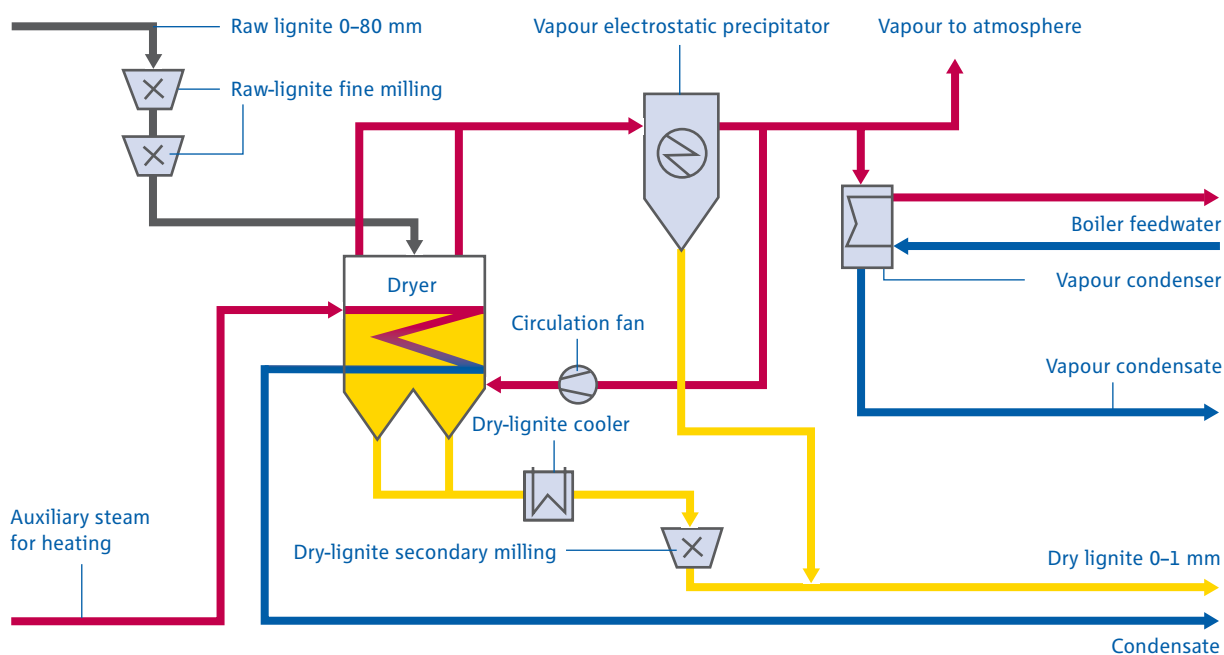 Raw lignite 0–80 mm
Vapour electrostatic precipitator
Vapour to atmosphere
Raw-lignite fine milling
Boiler feedwater
Dryer
Vapour condenser
Circulation fan
Vapour condensate
Dry-lignite cooler
Auxiliary steam
for heating
Dry-lignite secondary milling
Dry lignite 0–1 mm
Condensate